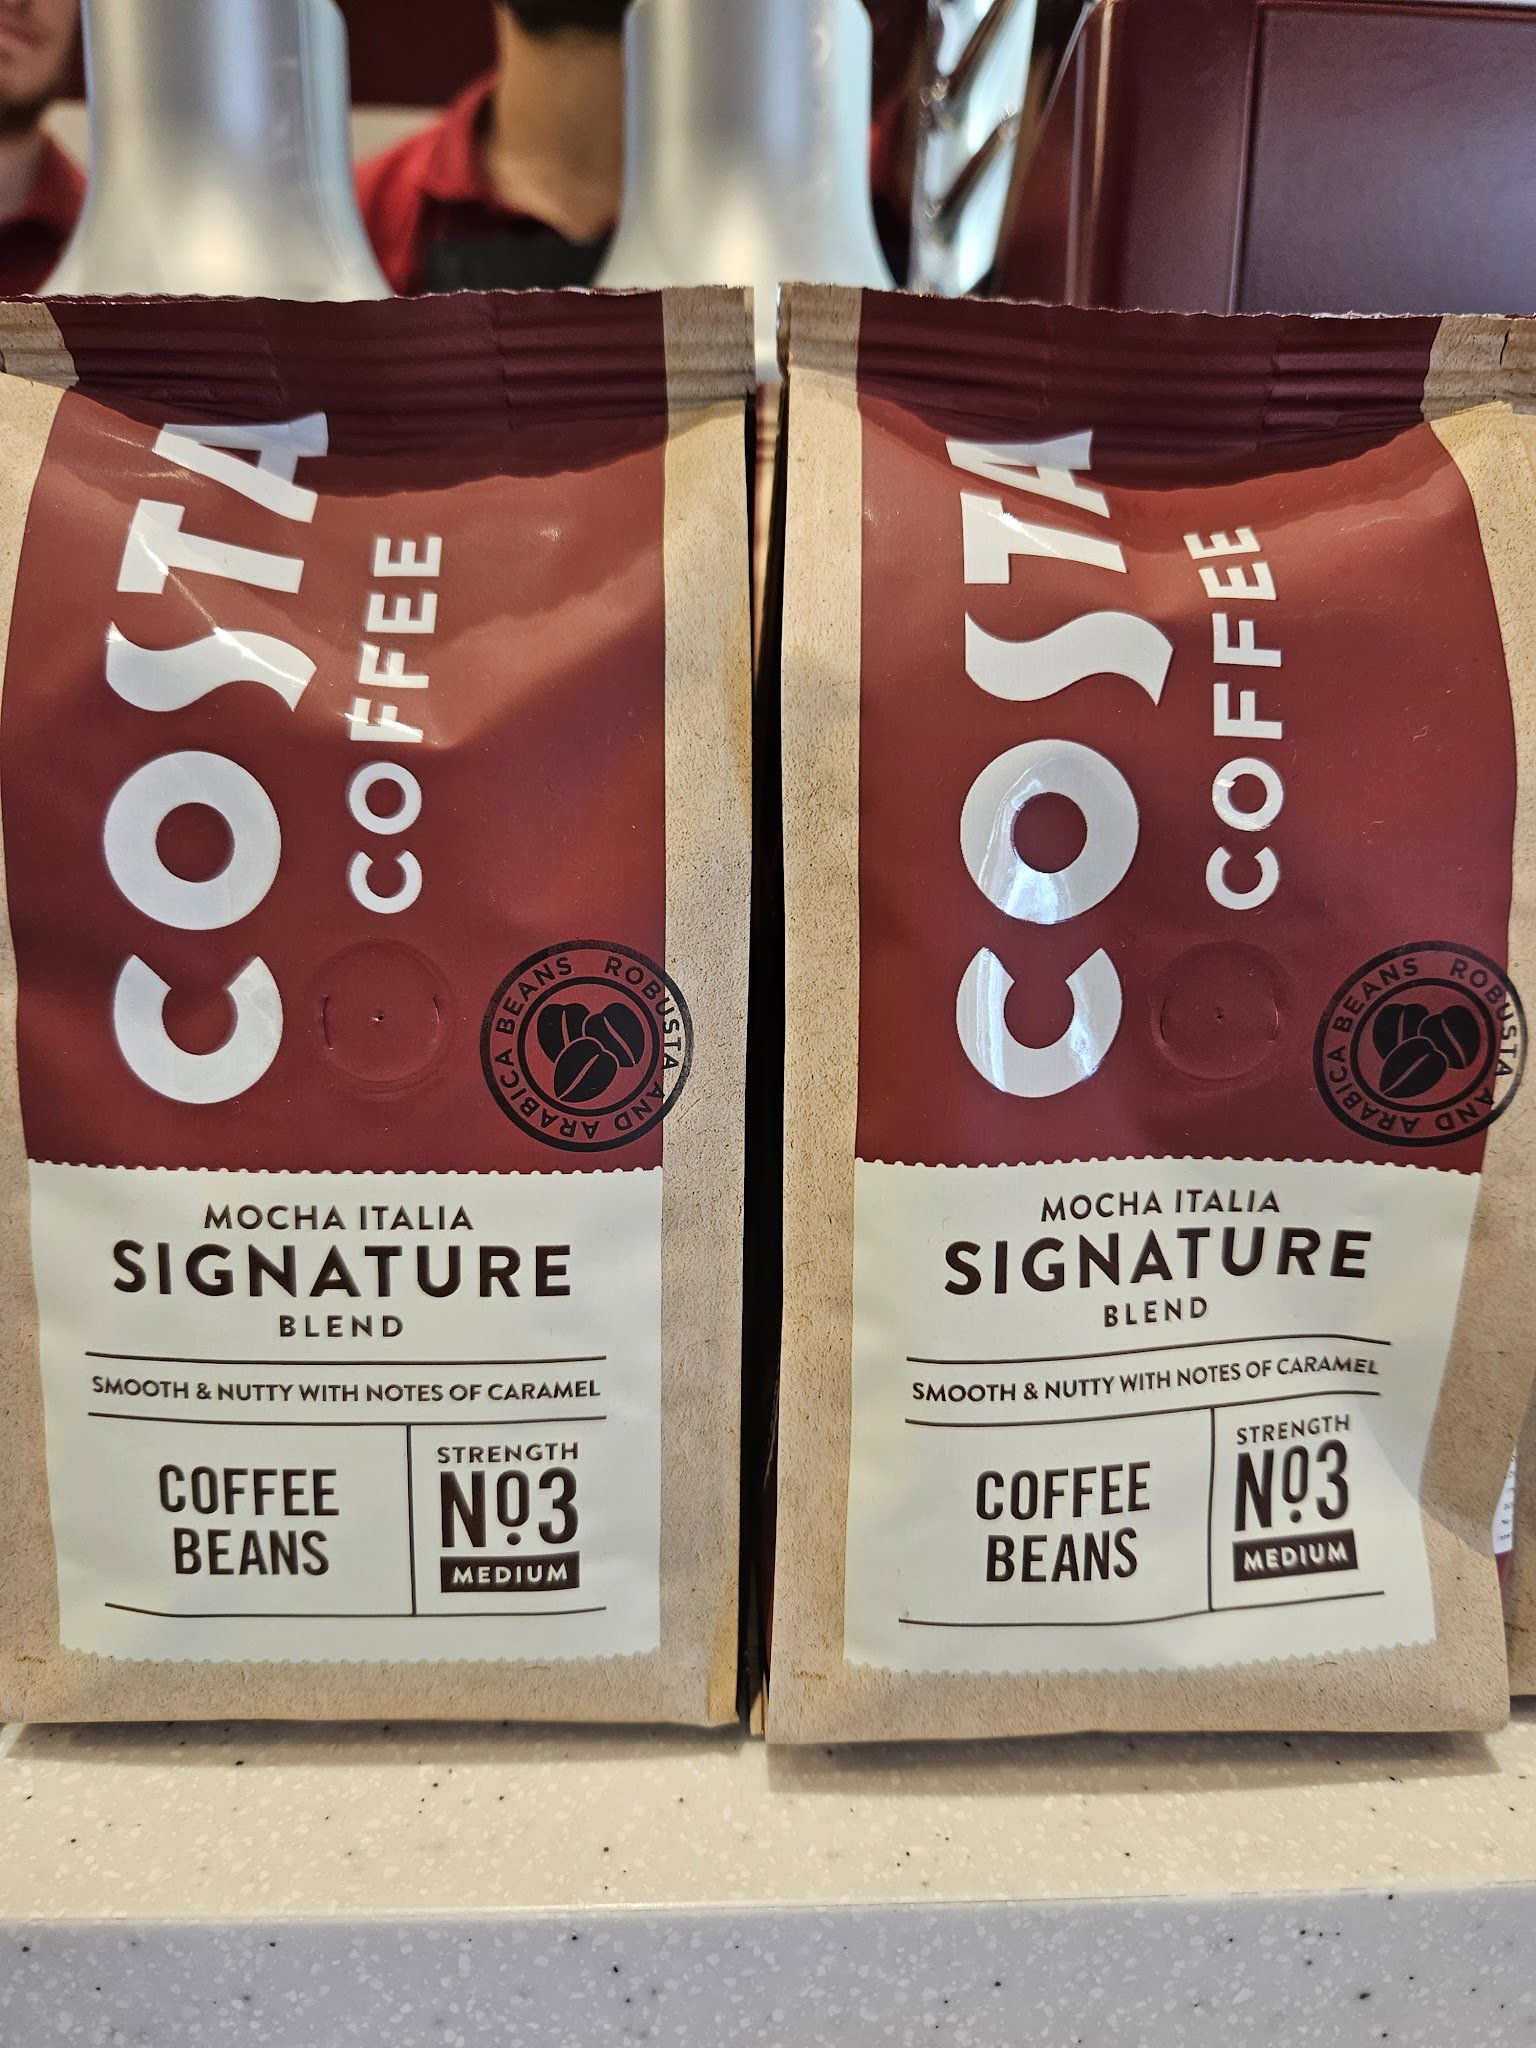 COSTA
COFFEE
ROBUSTA AND ARABICA BEANS
MOCHA ITALIA
SIGNATURE
BLEND
SMOOTH & NUTTY WITH NOTES OF CARAMEL
COFFEE
BEANS
STRENGTH
Nº3
MEDIUM
COSTA
COFFEE
ROBUSTA AND ARABICA BEANS
MOCHA ITALIA
SIGNATURE
BLEND
SMOOTH & NUTTY WITH NOTES OF CARAMEL
COFFEE
BEANS
STRENGTH
Nº3
MEDIUM